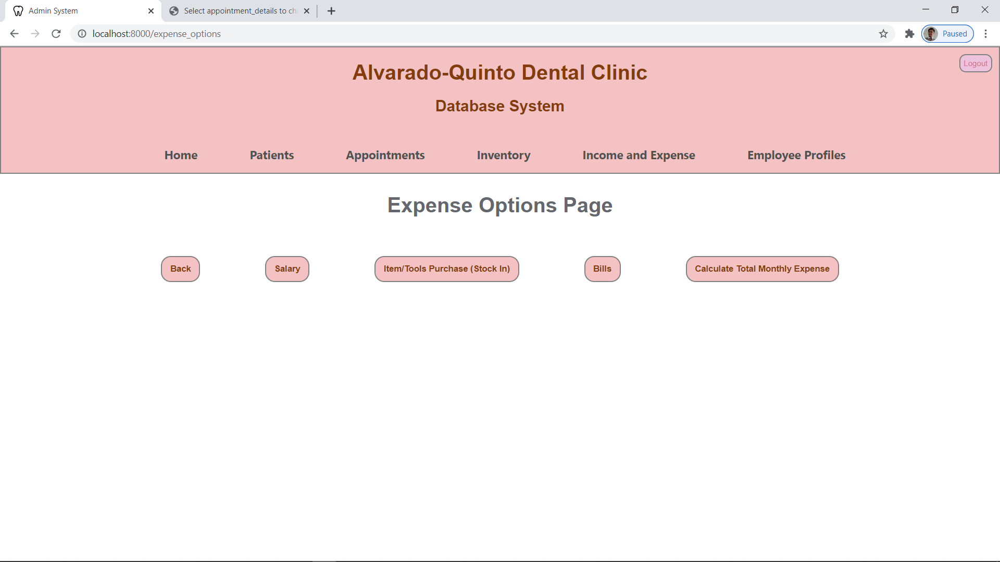 Admin System
Select appointment_details to ch
localhost:8000/expense_options
Paused
Logout
Alvarado-Quinto Dental Clinic
Database System
Home Patients Appointments Inventory Income and Expense Employee Profiles
Expense Options Page
Back Salary Item/Tools Purchase (Stock In) Bills Calculate Total Monthly Expense